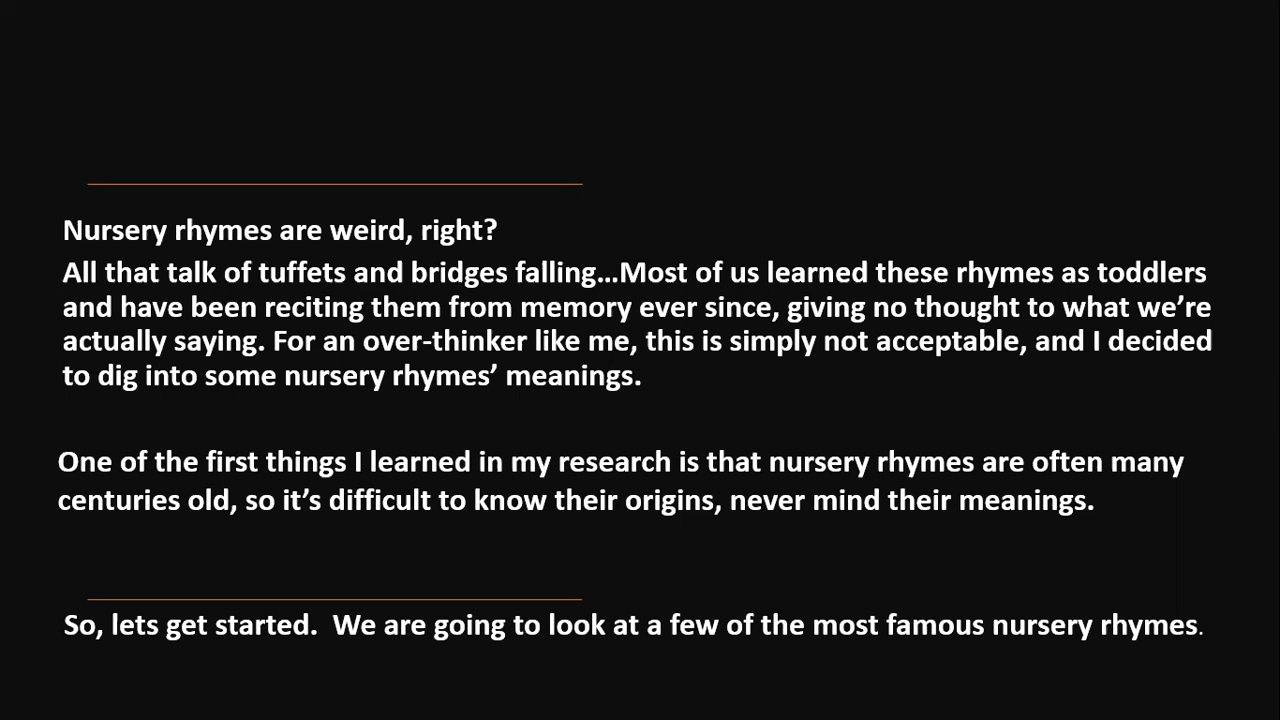 Nursery rhymes are weird, right?
All that talk of tuffets and bridges falling…Most of us learned these rhymes as toddlers
and have been reciting them from memory ever since, giving no thought to what we’re
actually saying. For an over-thinker like me, this is simply not acceptable, and I decided
to dig into some nursery rhymes’ meanings.
One of the first things I learned in my research is that nursery rhymes are often many
centuries old, so it’s difficult to know their origins, never mind their meanings.
So, lets get started.  We are going to look at a few of the most famous nursery rhymes.